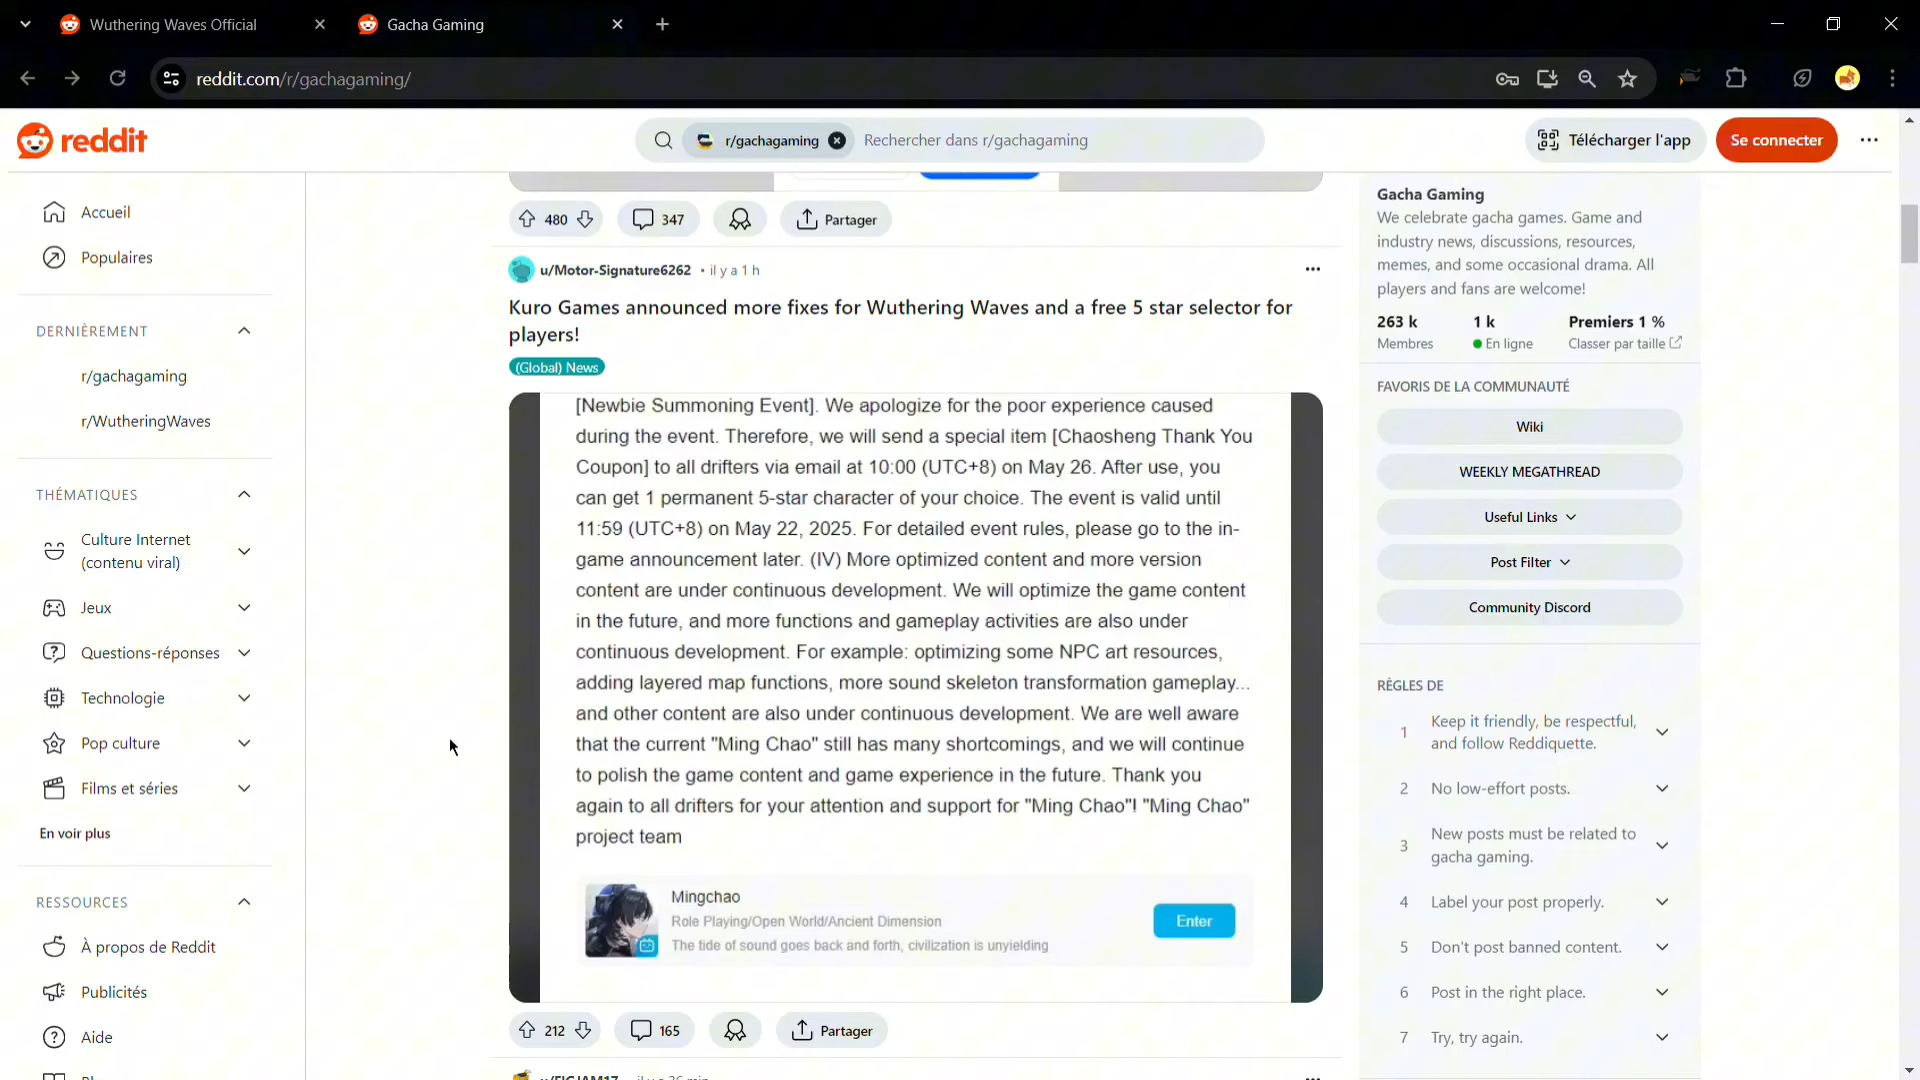 Wuthering Waves Official
Gacha Gaming
reddit.com/r/gachagaming/
reddit
r/gachagaming
Rechercher dans r/gachagaming
Télécharger l'app
Se connecter
Accueil
Populaires
DERNIÈREMENT
r/gachagaming
r/WutheringWaves
THÉMATIQUES
Culture Internet
(contenu viral)
Jeux
Questions-réponses
Technologie
Pop culture
Films et séries
En voir plus
RESSOURCES
À propos de Reddit
Publicités
Aide
480
347
Partager
u/Motor-Signature6262 • il y a 1 h
Kuro Games announced more fixes for Wuthering Waves and a free 5 star selector for
players!
(Global) News
[Newbie Summoning Event]. We apologize for the poor experience caused
during the event. Therefore, we will send a special item [Chaosheng Thank You
Coupon] to all drifters via email at 10:00 (UTC+8) on May 26. After use, you
can get 1 permanent 5-star character of your choice. The event is valid until
11:59 (UTC+8) on May 22, 2025. For detailed event rules, please go to the in-
game announcement later. (IV) More optimized content and more version
content are under continuous development. We will optimize the game content
in the future, and more functions and gameplay activities are also under
continuous development. For example: optimizing some NPC art resources,
adding layered map functions, more sound skeleton transformation gameplay...
and other content are also under continuous development. We are well aware
that the current "Ming Chao" still has many shortcomings, and we will continue
to polish the game content and game experience in the future. Thank you
again to all drifters for your attention and support for "Ming Chao"! "Ming Chao"
project team
Mingchao
Role Playing/Open World/Ancient Dimension
The tide of sound goes back and forth, civilization is unyielding
Enter
212
165
Partager
Gacha Gaming
We celebrate gacha games. Game and
industry news, discussions, resources,
memes, and some occasional drama. All
players and fans are welcome!
263 k
1 k
Premiers 1 %
Membres
En ligne
Classer par taille
FAVORIS DE LA COMMUNAUTÉ
Wiki
WEEKLY MEGATHREAD
Useful Links
Post Filter
Community Discord
RÈGLES DE
1 Keep it friendly, be respectful,
and follow Reddiquette.
2 No low-effort posts.
3 New posts must be related to
gacha gaming.
4 Label your post properly.
5 Don't post banned content.
6 Post in the right place.
7 Try, try again.